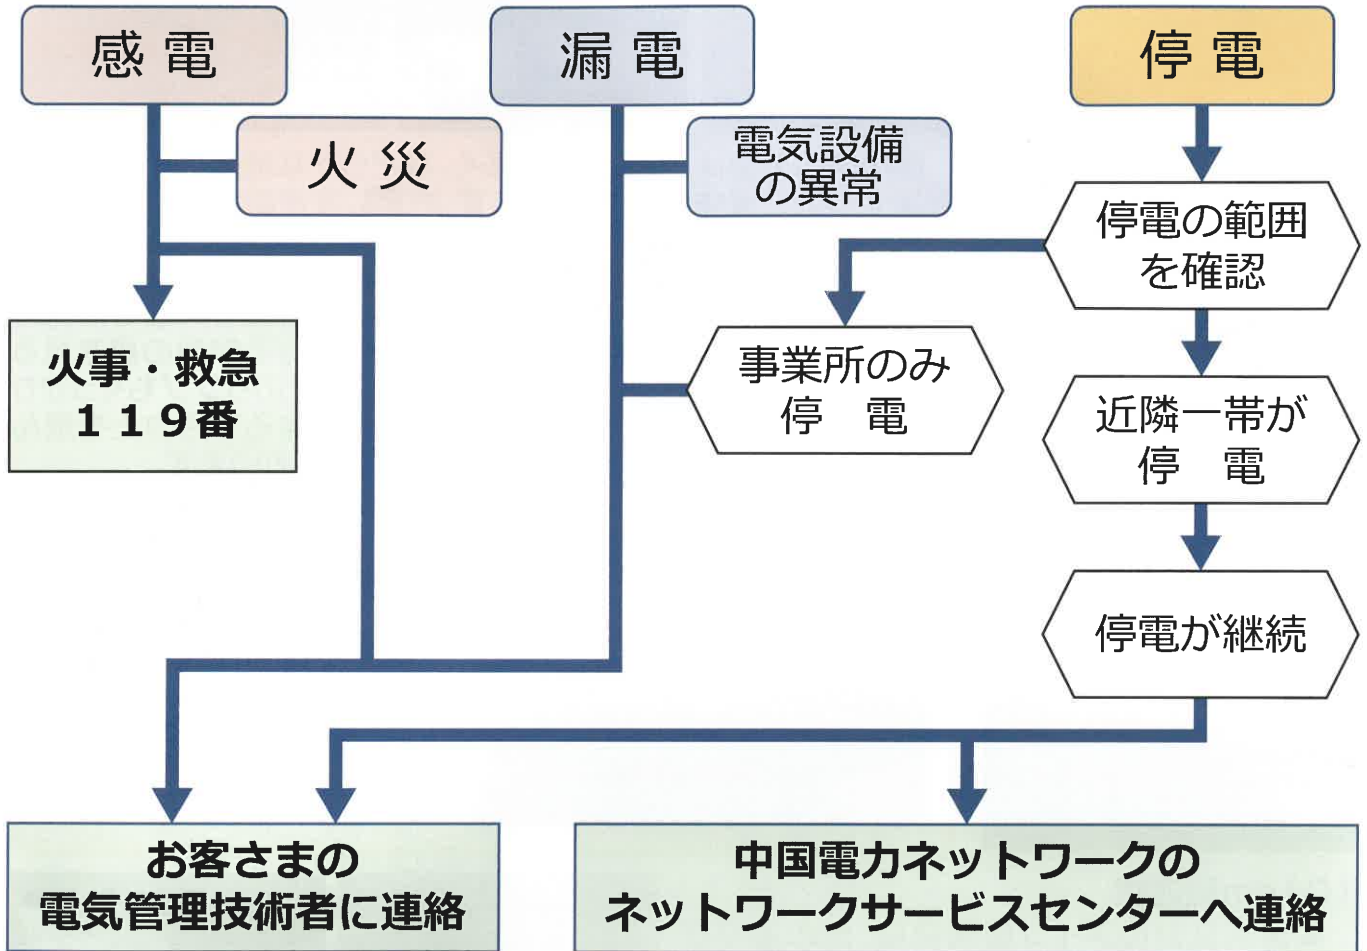 感電
漏電
停電
火災
電気設備
の異常
停電の範囲
を確認
火事・救急
119番
事業所のみ
停　電
近隣一帯が
停　電
停電が継続
お客さまの
電気管理技術者に連絡
中国電力ネットワークの
ネットワークサービスセンターへ連絡